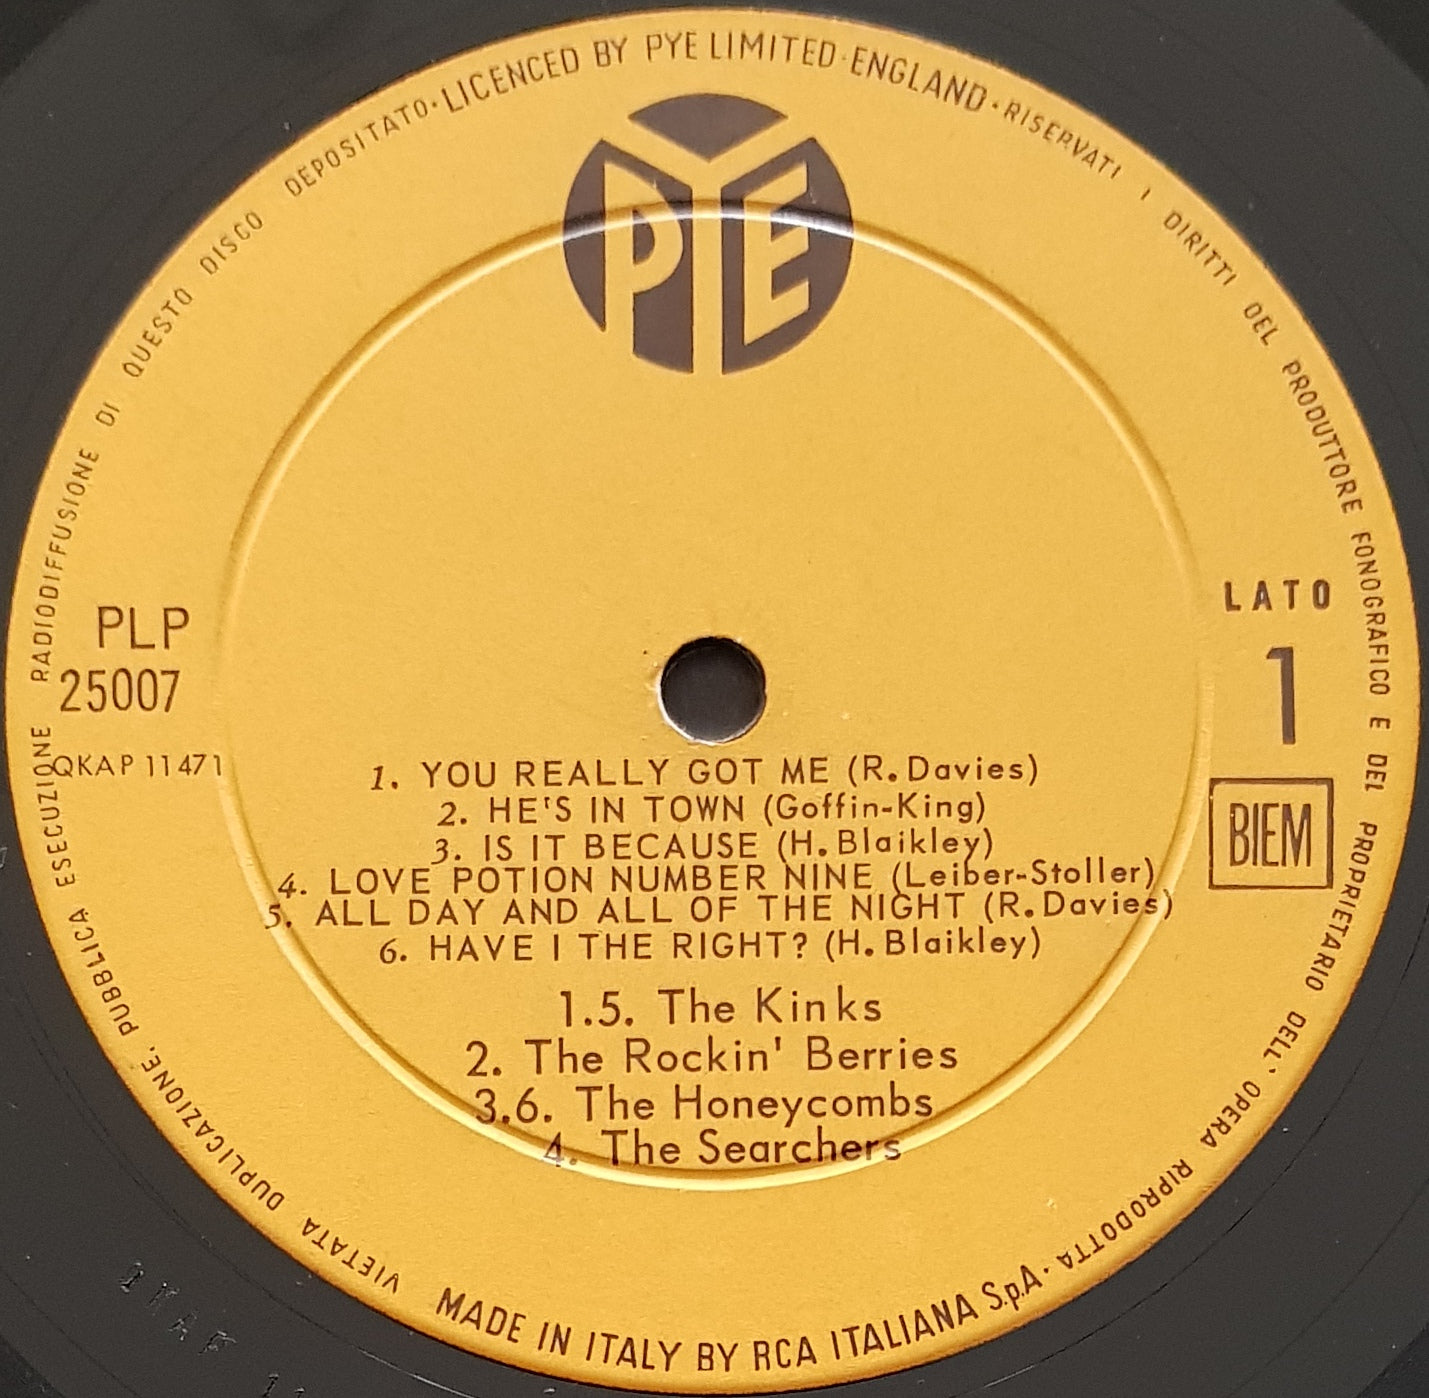 LICENCED BY PYE LIMITED·ENGLAND·RISERVATI I DIRITTI DEL PRODUTTORE FONOGRAFICO E DEL PROPRIETARIO DELL' OPERA RIPRODOTTA·
PYE
LATO
1
BIEM
PLP
25007
QKAP 11471
1. YOU REALLY GOT ME (R.Davies)
2. HE'S IN TOWN (Goffin-King)
3. IS IT BECAUSE (H.Blaikley)
4. LOVE POTION NUMBER NINE (Leiber-Stoller)
5. ALL DAY AND ALL OF THE NIGHT (R.Davies)
6. HAVE I THE RIGHT? (H.Blaikley)
1.5. The Kinks
2. The Rockin' Berries
3.6. The Honeycombs
4. The Searchers
MADE IN ITALY BY RCA ITALIANA S.p.A.
VIETATA DUPLICAZIONE, PUBBLICA ESECUZIONE RADIODIFFUSIONE DI QUESTO DISCO DEPOSITATO·